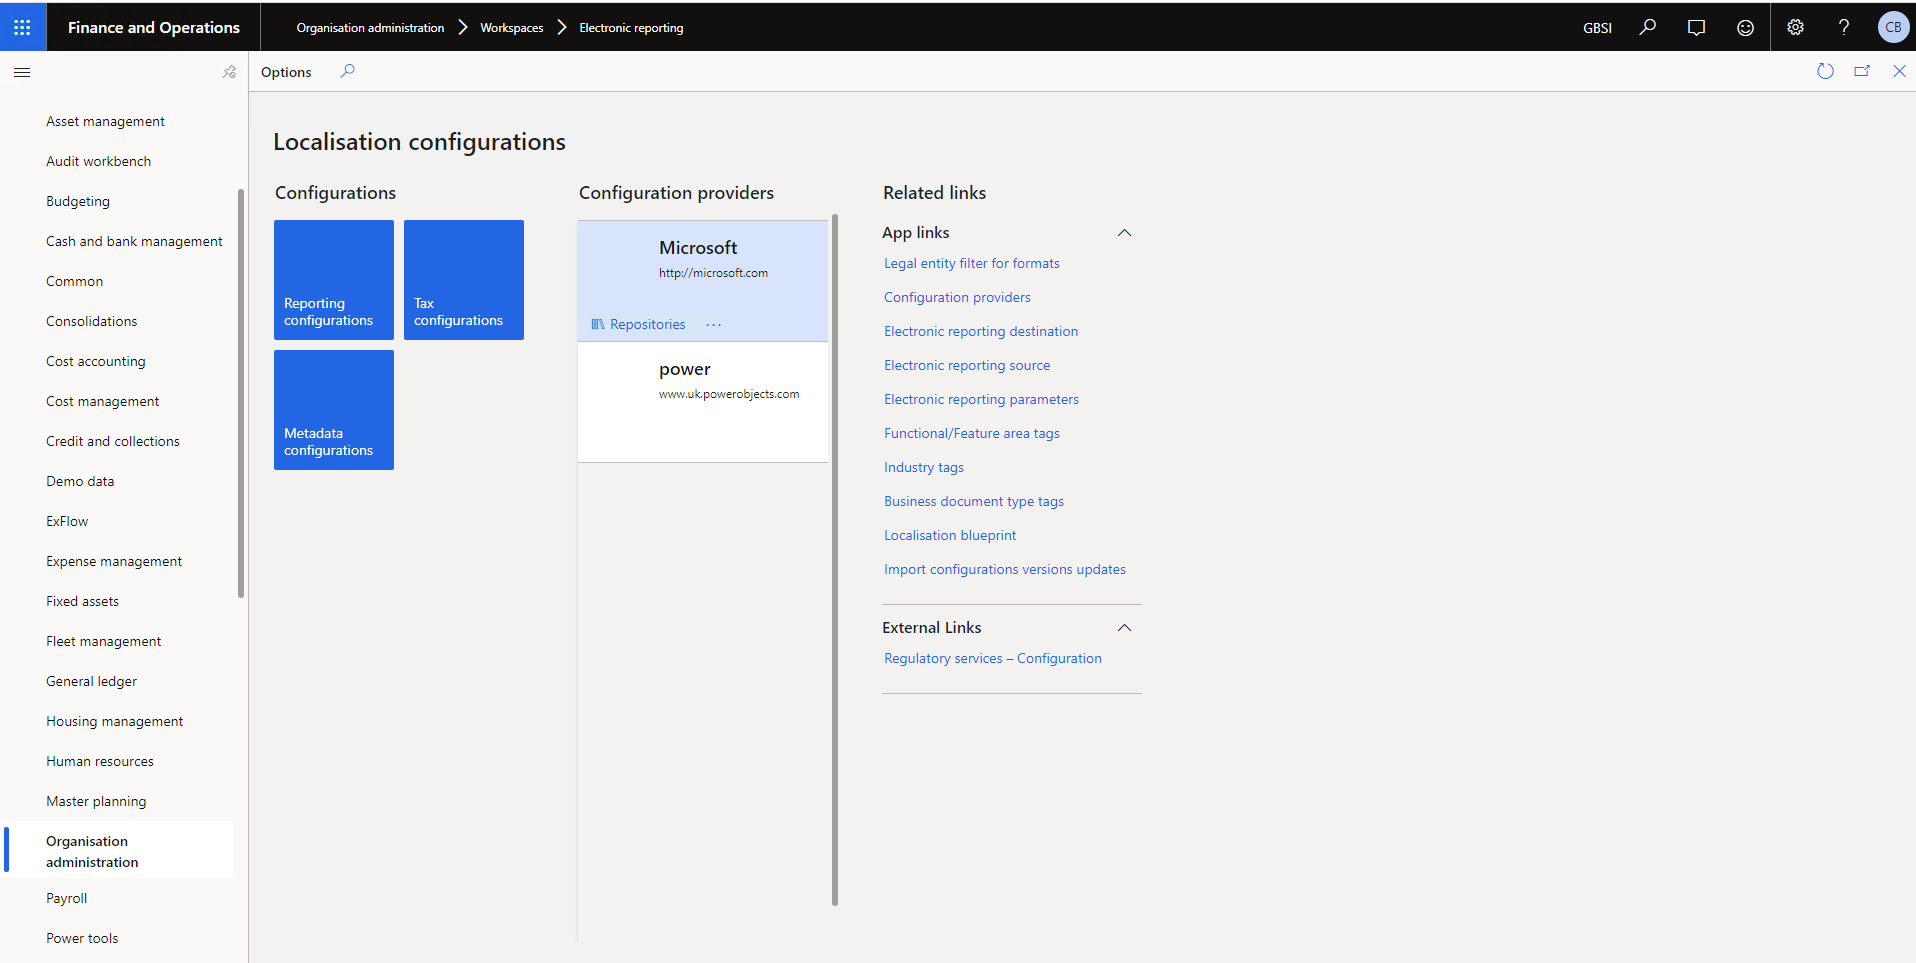 Finance and Operations
Organisation administration
Workspaces
Electronic reporting
GBSI
?
CB
Options
Asset management
Audit workbench
Budgeting
Cash and bank management
Common
Consolidations
Cost accounting
Cost management
Credit and collections
Demo data
ExFlow
Expense management
Fixed assets
Fleet management
General ledger
Housing management
Human resources
Master planning
Organisation
administration
Payroll
Power tools
Localisation configurations
Configurations
Reporting
configurations
Tax
configurations
Metadata
configurations
Configuration providers
Microsoft
http://microsoft.com
Repositories
...
power
www.uk.powerobjects.com
Related links
App links
Legal entity filter for formats
Configuration providers
Electronic reporting destination
Electronic reporting source
Electronic reporting parameters
Functional/Feature area tags
Industry tags
Business document type tags
Localisation blueprint
Import configurations versions updates
External Links
Regulatory services – Configuration